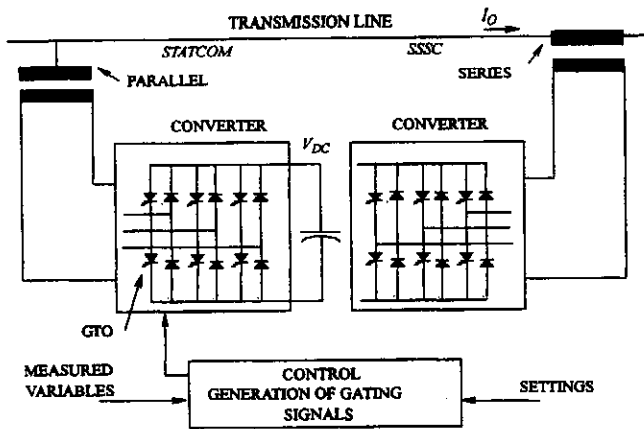 TRANSMISSION LINE
I_O
STATCOM
SSSC
PARALLEL
SERIES
CONVERTER
V_DC
CONVERTER
GTO
MEASURED
VARIABLES
CONTROL
GENERATION OF GATING
SIGNALS
SETTINGS